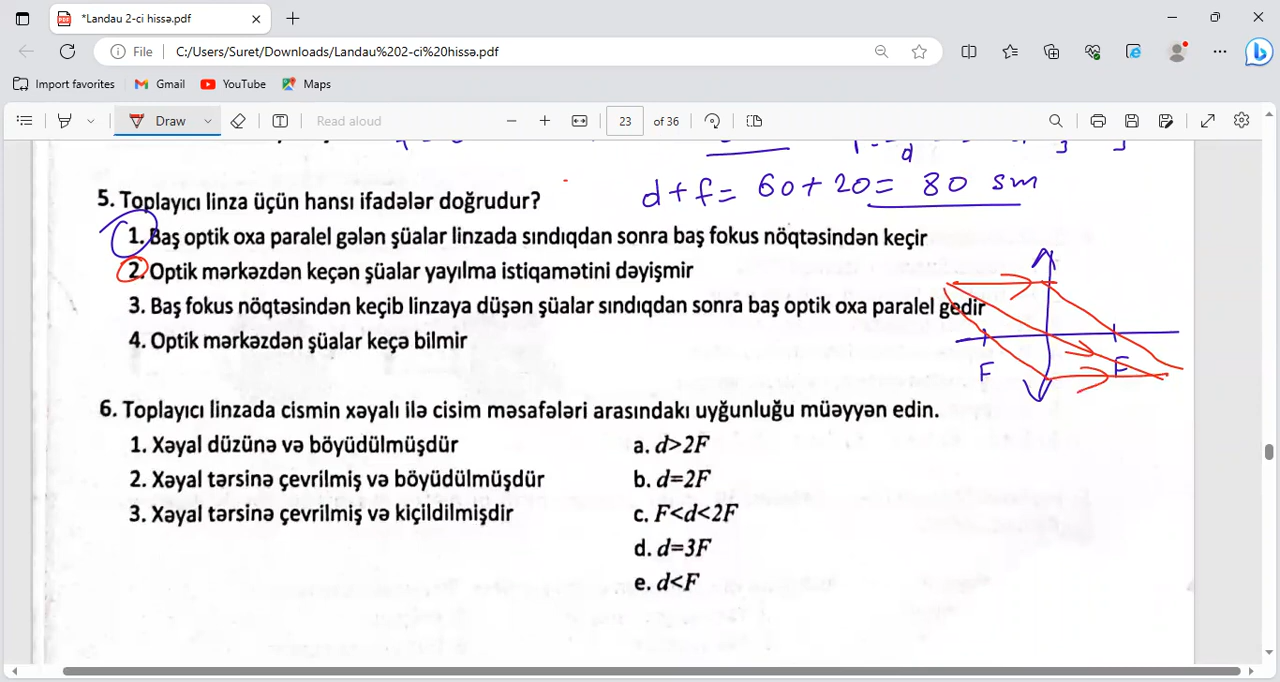 *Landau 2-ci hissə.pdf
File | C:/Users/Suret/Downloads/Landau%202-ci%20hissə.pdf
Import favorites Gmail YouTube Maps
Draw Read aloud 23 of 36
d
d + f = 60 + 20 = 80 sm
5. Toplayıcı linza üçün hansı ifadələr doğrudur?
1. Baş optik oxa paralel gələn şüalar linzada sındıqdan sonra baş fokus nöqtəsindən keçir
2. Optik mərkəzdən keçən şüalar yayılma istiqamətini dəyişmir
3. Baş fokus nöqtəsindən keçib linzaya düşən şüalar sındıqdan sonra baş optik oxa paralel gedir
4. Optik mərkəzdən şüalar keçə bilmir
F F
6. Toplayıcı linzada cismin xəyalı ilə cisim məsafələri arasındakı uyğunluğu müəyyən edin.
1. Xəyal düzünə və böyüdülmüşdür a. d>2F
2. Xəyal tərsinə çevrilmiş və böyüdülmüşdür b. d=2F
3. Xəyal tərsinə çevrilmiş və kiçildilmişdir c. F<d<2F
d. d=3F
e. d<F